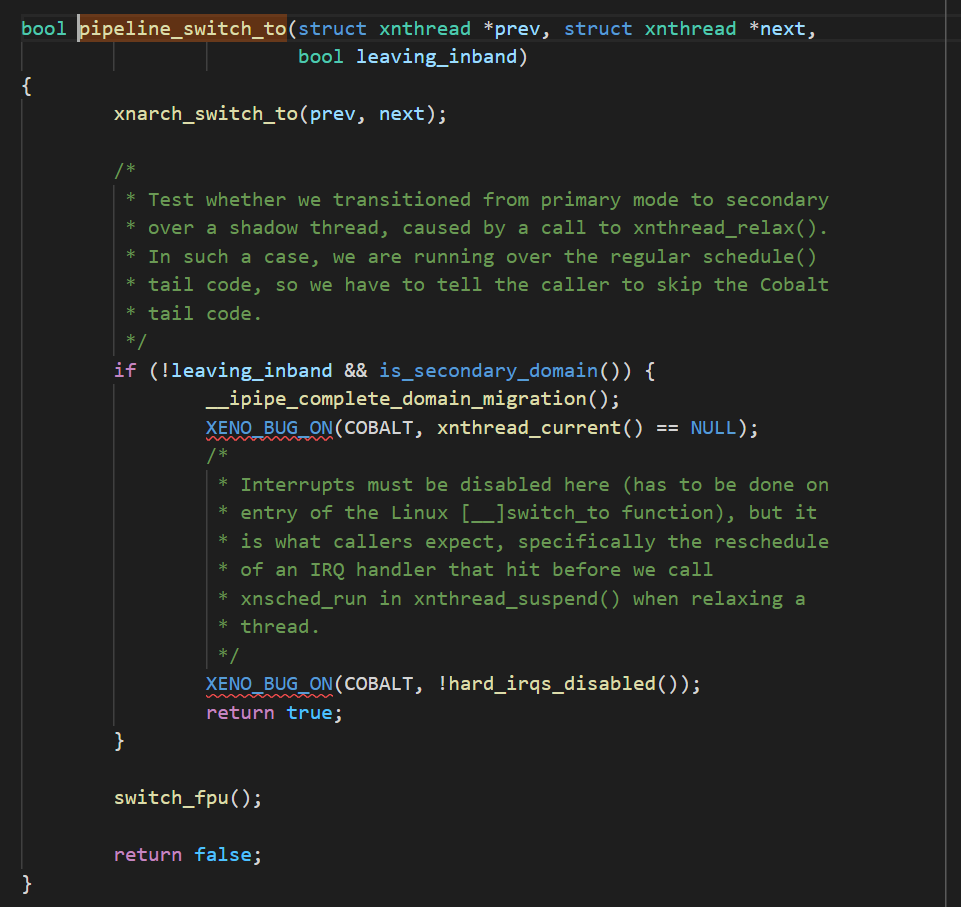 bool pipeline_switch_to(struct xnthread *prev, struct xnthread *next,
bool leaving_inband)
{
xnarch_switch_to(prev, next);
/*
* Test whether we transitioned from primary mode to secondary
* over a shadow thread, caused by a call to xnthread_relax().
* In such a case, we are running over the regular schedule()
* tail code, so we have to tell the caller to skip the Cobalt
* tail code.
*/
if (!leaving_inband && is_secondary_domain()) {
__ipipe_complete_domain_migration();
XENO_BUG_ON(COBALT, xnthread_current() == NULL);
/*
* Interrupts must be disabled here (has to be done on
* entry of the Linux [__]switch_to function), but it
* is what callers expect, specifically the reschedule
* of an IRQ handler that hit before we call
* xnsched_run in xnthread_suspend() when relaxing a
* thread.
*/
XENO_BUG_ON(COBALT, !hard_irqs_disabled());
return true;
}
switch_fpu();
return false;
}